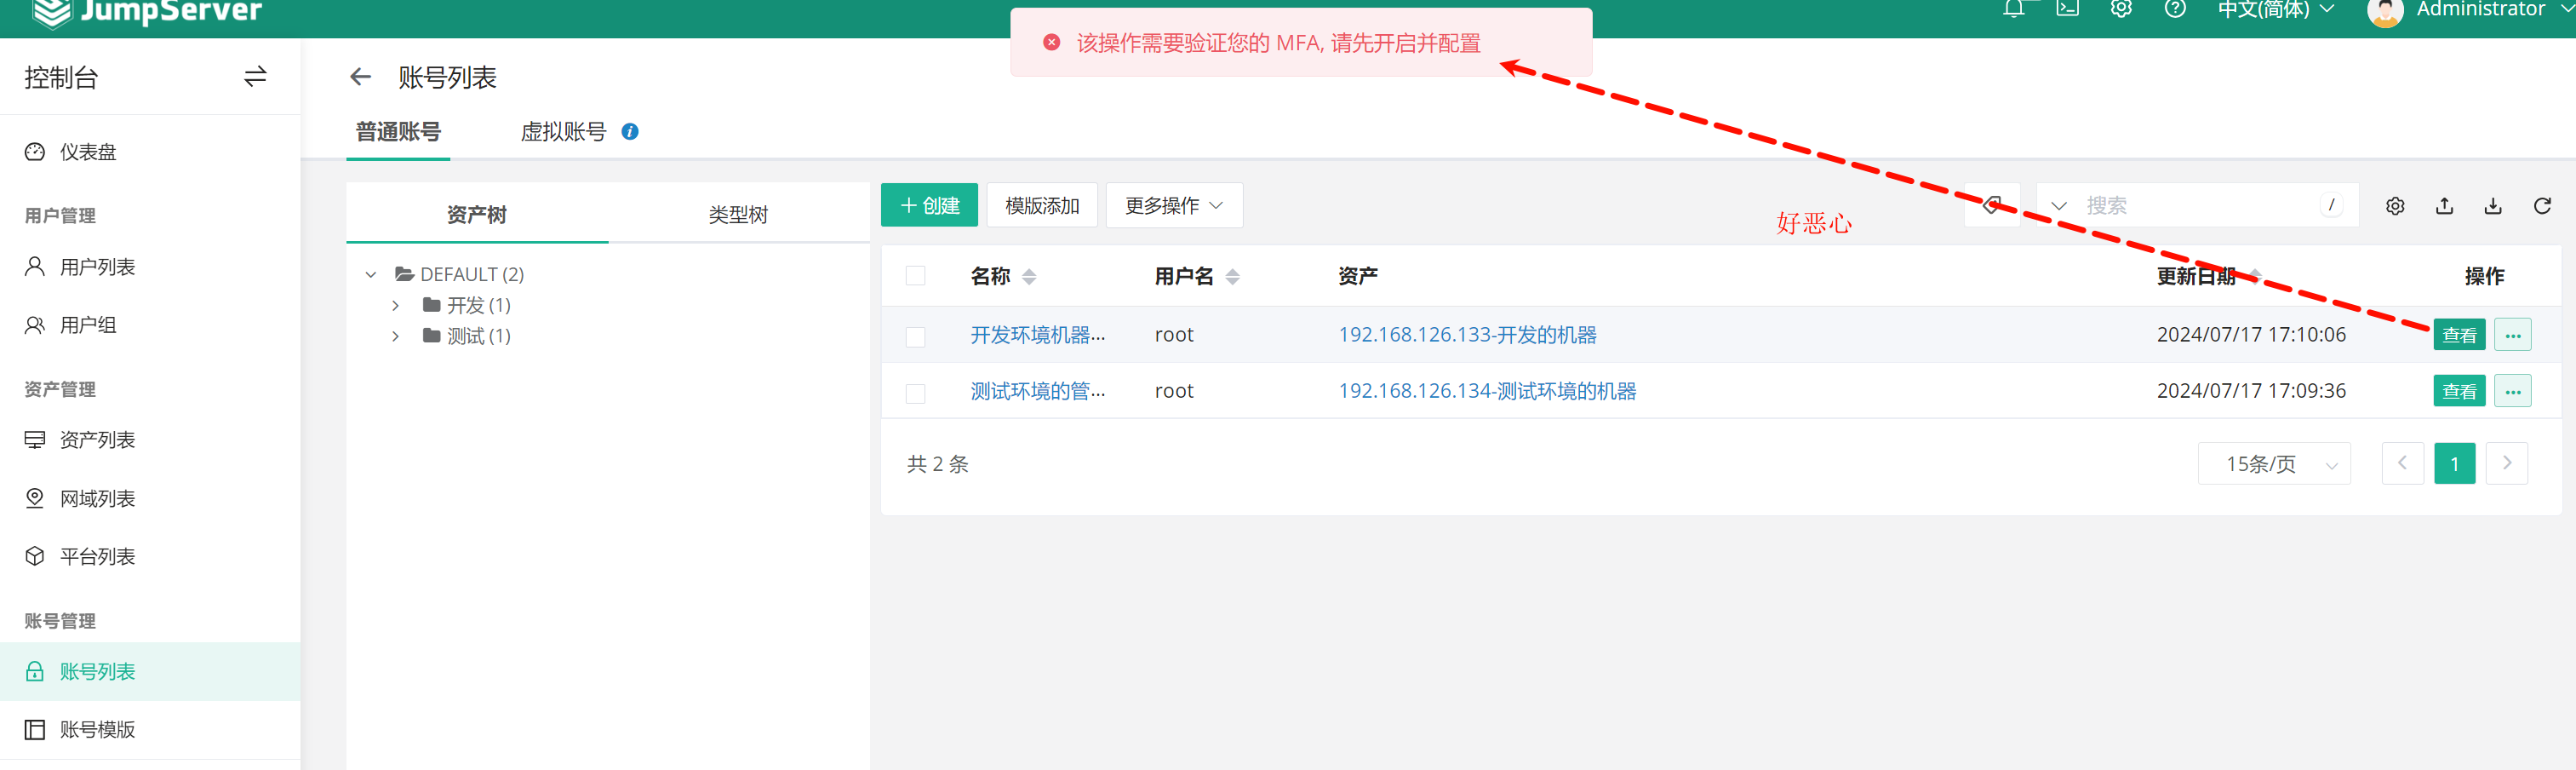 JumpServer
中文(简体)
Administrator
该操作需要验证您的 MFA, 请先开启并配置
控制台
账号列表
普通账号
虚拟账号
仪表盘
用户管理
用户列表
用户组
资产管理
资产列表
网域列表
平台列表
账号管理
账号列表
账号模版
资产树
类型树
DEFAULT (2)
开发 (1)
测试 (1)
创建
模版添加
更多操作
搜索
/
好恶心
名称 用户名 资产 更新日期 操作
开发环境机器... root 192.168.126.133-开发的机器 2024/07/17 17:10:06 查看 ...
测试环境的管... root 192.168.126.134-测试环境的机器 2024/07/17 17:09:36 查看 ...
共 2 条
15条/页
1